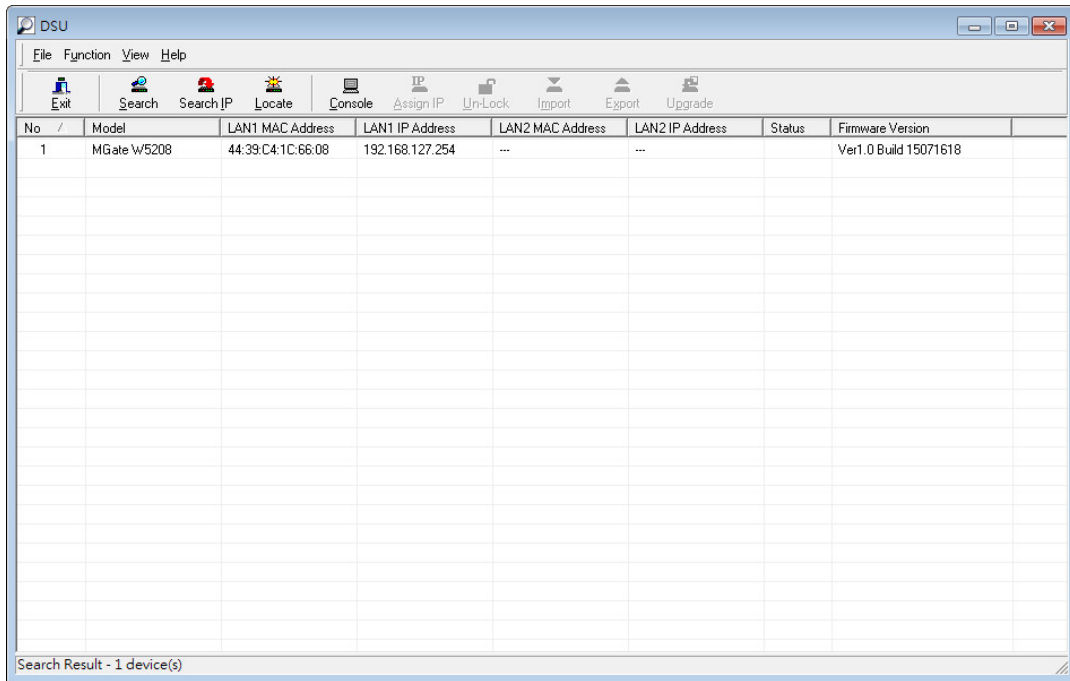 DSU
File Function View Help
Exit Search Search IP Locate Console Assign IP Un-Lock Import Export Upgrade
No / Model LAN1 MAC Address LAN1 IP Address LAN2 MAC Address LAN2 IP Address Status Firmware Version
1 MGate W5208 44:39:C4:1C:66:08 192.168.127.254 --- --- Ver1.0 Build 15071618
Search Result - 1 device(s)